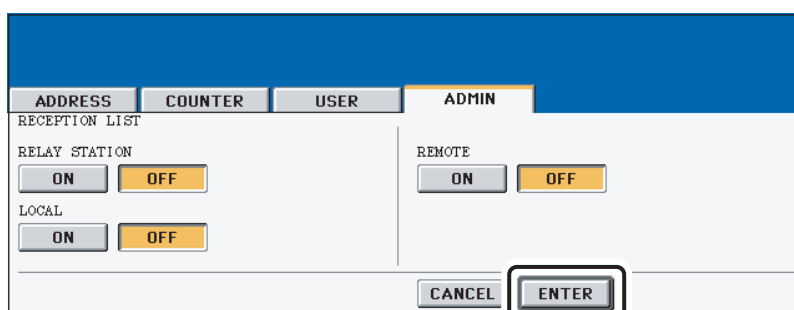 ADDRESS COUNTER USER ADMIN
RECEPTION LIST
RELAY STATION
ON OFF
LOCAL
ON OFF
REMOTE
ON OFF
CANCEL ENTER